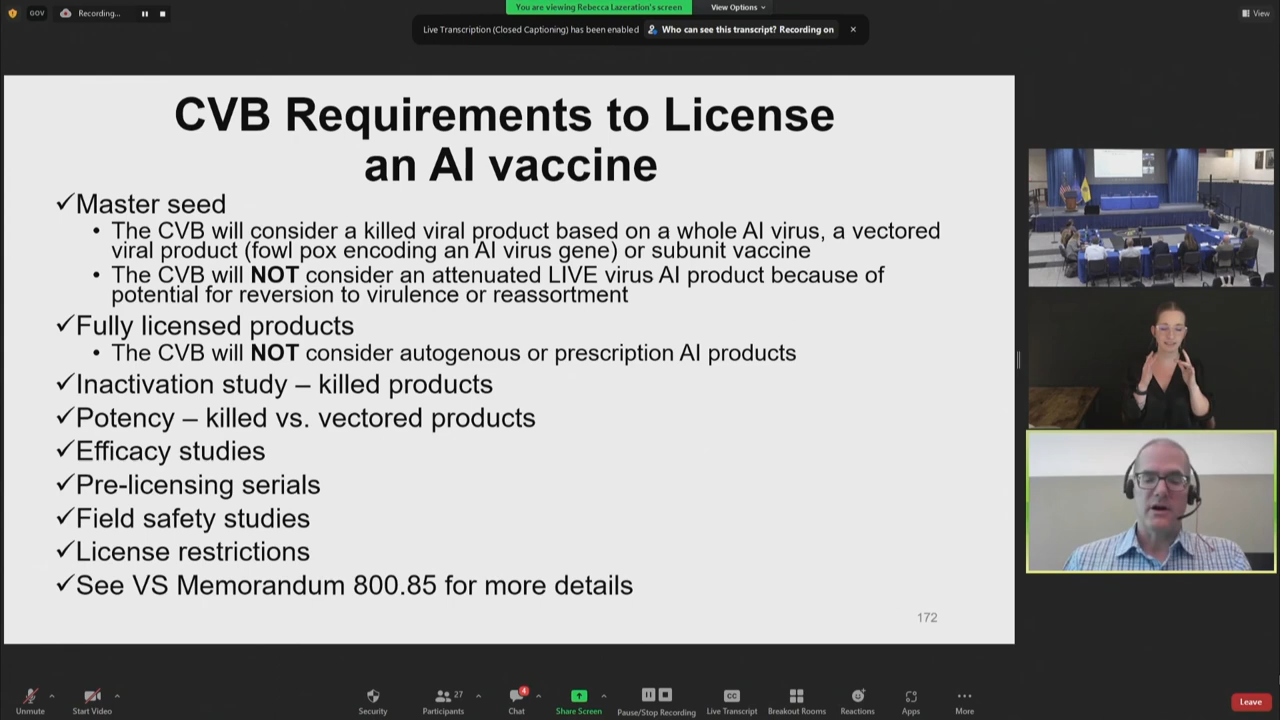 GOV
Recording...
You are viewing Rebecca Lazeration's screen
View Options
View
Live Transcription (Closed Captioning) has been enabled
Who can see this transcript? Recording on
CVB Requirements to License
an AI vaccine
✓Master seed
• The CVB will consider a killed viral product based on a whole AI virus, a vectored
viral product (fowl pox encoding an AI virus gene) or subunit vaccine
• The CVB will NOT consider an attenuated LIVE virus AI product because of
potential for reversion to virulence or reassortment
✓Fully licensed products
• The CVB will NOT consider autogenous or prescription AI products
✓Inactivation study – killed products
✓Potency – killed vs. vectored products
✓Efficacy studies
✓Pre-licensing serials
✓Field safety studies
✓License restrictions
✓See VS Memorandum 800.85 for more details
172
Unmute
Start Video
Security
27
Participants
4
Chat
Share Screen
Pause/Stop Recording
CC
Live Transcript
Breakout Rooms
Reactions
Apps
More
Leave